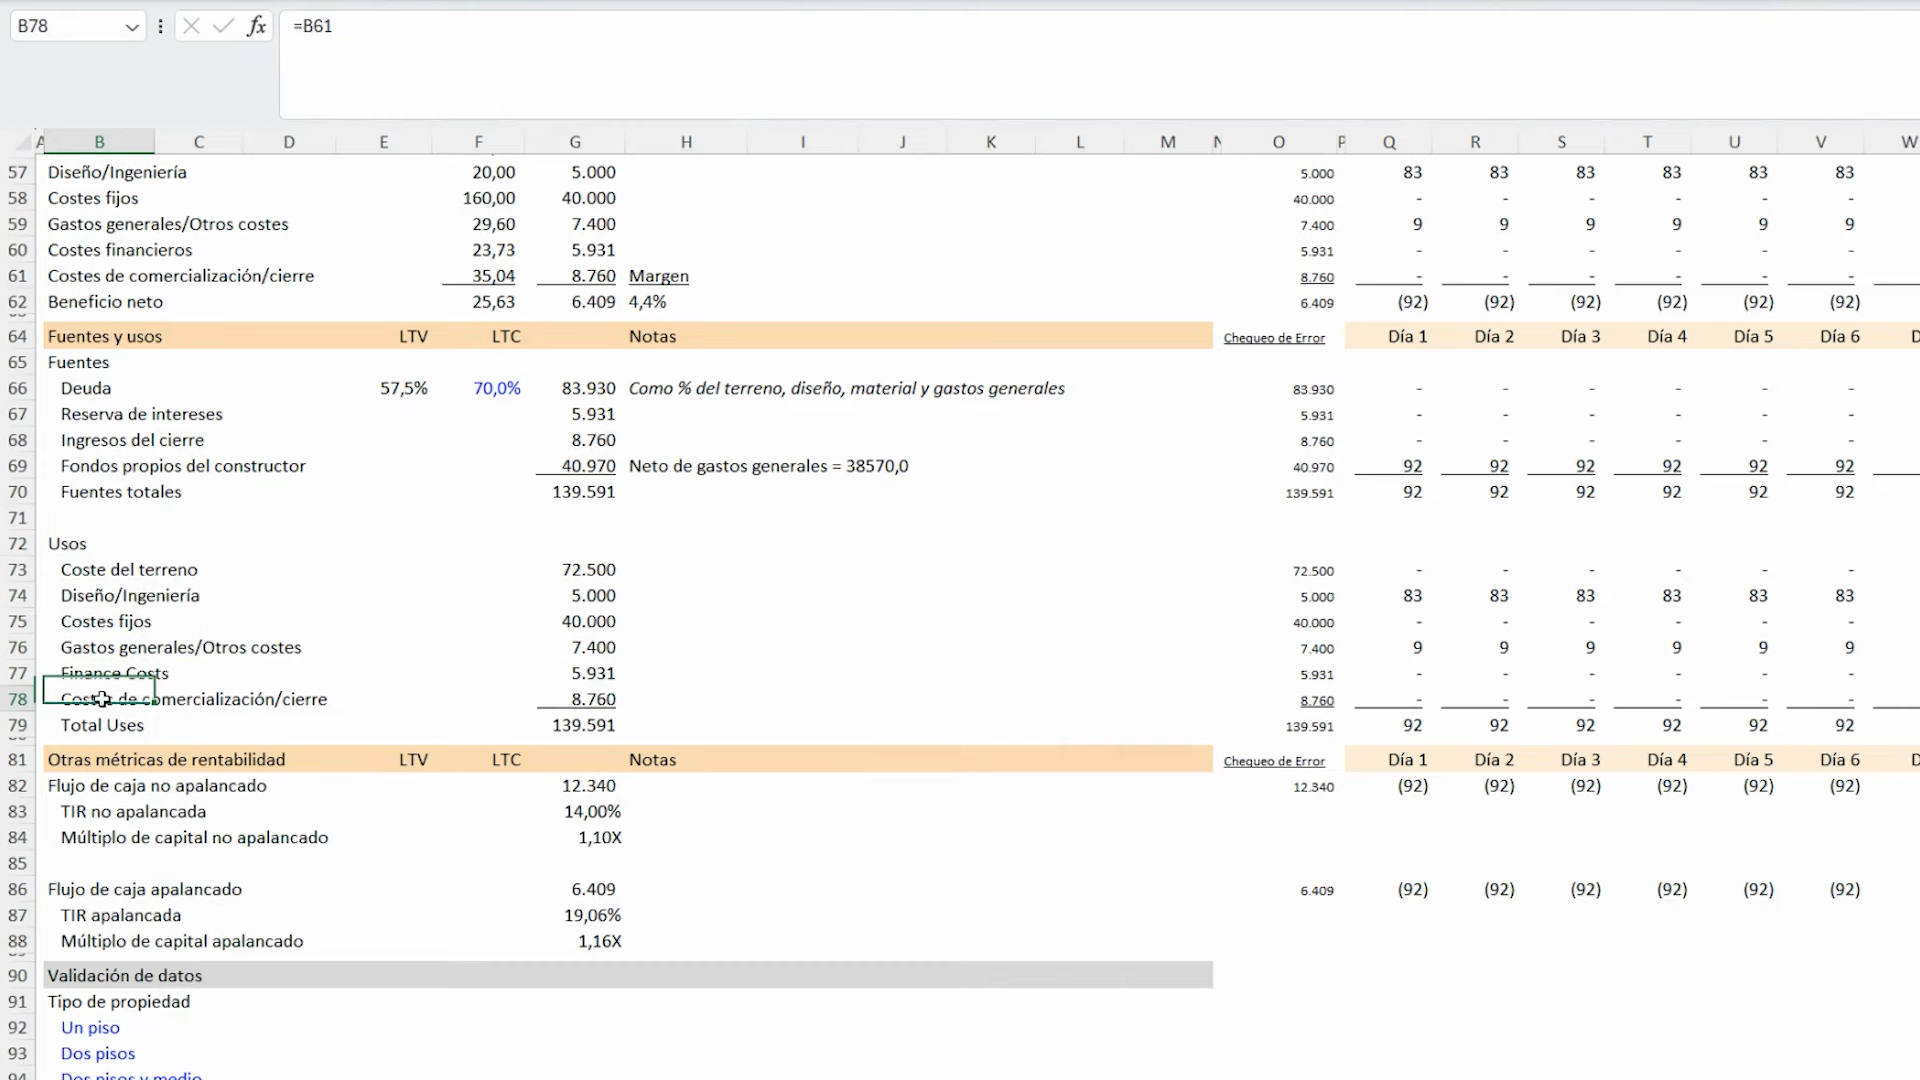 B78 fx =B61
A B C D E F G H I J K L M N O P Q R S T U V W
57 Diseño/Ingeniería 20,00 5.000 5.000 83 83 83 83 83 83
58 Costes fijos 160,00 40.000 40.000 - - - - - -
59 Gastos generales/Otros costes 29,60 7.400 7.400 9 9 9 9 9 9
60 Costes financieros 23,73 5.931 5.931 - - - - - -
61 Costes de comercialización/cierre 35,04 8.760 Margen 8.760 - - - - - -
62 Beneficio neto 25,63 6.409 4,4% 6.409 (92) (92) (92) (92) (92) (92)
64 Fuentes y usos LTV LTC Notas Chequeo de Error Día 1 Día 2 Día 3 Día 4 Día 5 Día 6 D
65 Fuentes
66 Deuda 57,5% 70,0% 83.930 Como % del terreno, diseño, material y gastos generales 83.930 - - - - - -
67 Reserva de intereses 5.931 5.931 - - - - - -
68 Ingresos del cierre 8.760 8.760 - - - - - -
69 Fondos propios del constructor 40.970 Neto de gastos generales = 38570,0 40.970 92 92 92 92 92 92
70 Fuentes totales 139.591 139.591 92 92 92 92 92 92
71
72 Usos
73 Coste del terreno 72.500 72.500 - - - - - -
74 Diseño/Ingeniería 5.000 5.000 83 83 83 83 83 83
75 Costes fijos 40.000 40.000 - - - - - -
76 Gastos generales/Otros costes 7.400 7.400 9 9 9 9 9 9
77 Finance Costs 5.931 5.931 - - - - - -
78 Costes de comercialización/cierre 8.760 8.760 - - - - - -
79 Total Uses 139.591 139.591 92 92 92 92 92 92
81 Otras métricas de rentabilidad LTV LTC Notas Chequeo de Error Día 1 Día 2 Día 3 Día 4 Día 5 Día 6 D
82 Flujo de caja no apalancado 12.340 12.340 (92) (92) (92) (92) (92) (92)
83 TIR no apalancada 14,00%
84 Múltiplo de capital no apalancado 1,10X
85
86 Flujo de caja apalancado 6.409 6.409 (92) (92) (92) (92) (92) (92)
87 TIR apalancada 19,06%
88 Múltiplo de capital apalancado 1,16X
90 Validación de datos
91 Tipo de propiedad
92 Un piso
93 Dos pisos
94 Dos pisos y medio